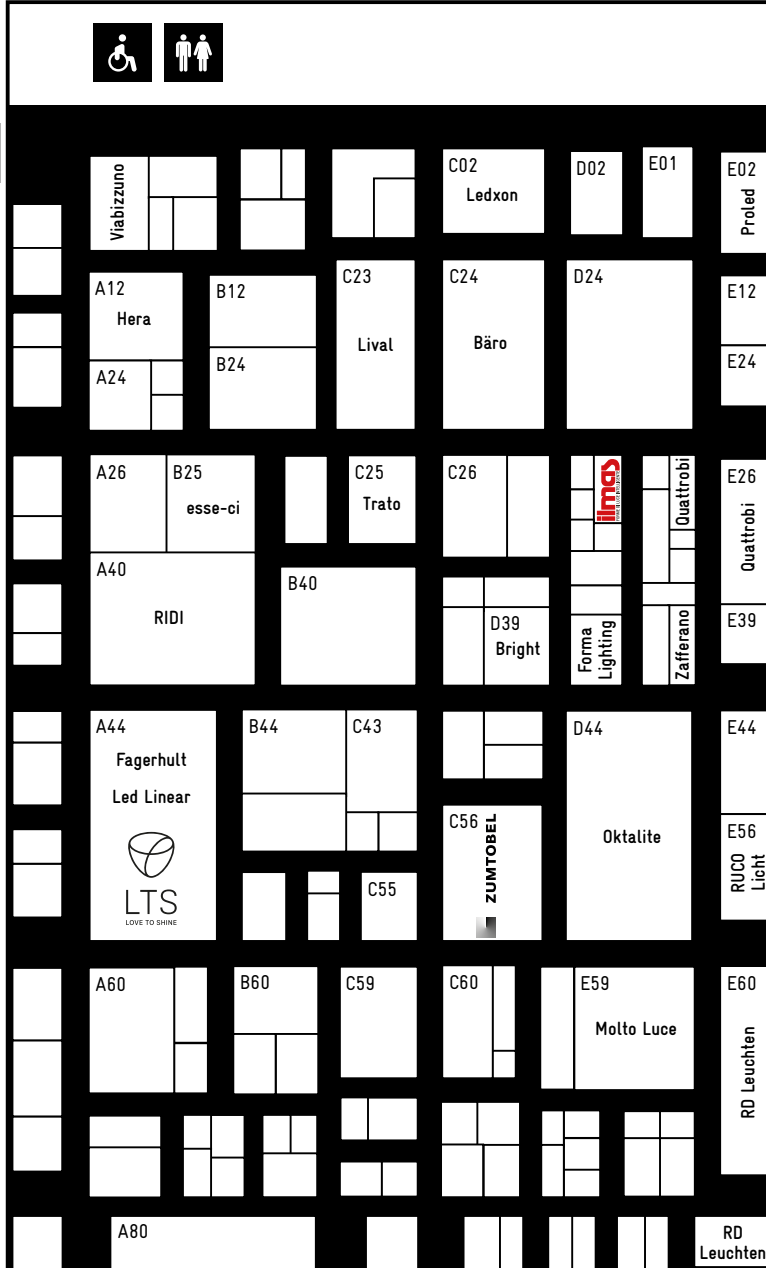 C02
Ledxon
D02
E01
E02
Proled
Viabizzuno
A12
Hera
B12
C23
Lival
C24
Bäro
D24
E12
A24
B24
E24
A26
B25
esse-ci
C25
Trato
C26
ilmas
Quattrobi
E26
Quattrobi
A40
RIDI
B40
D39
Bright
Forma
Lighting
Zafferano
E39
A44
Fagerhult
Led Linear
LTS
LOVE TO SHINE
B44
C43
D44
Oktalite
E44
C56
ZUMTOBEL
E56
RUCO
Licht
C55
A60
B60
C59
C60
E59
Molto Luce
E60
RD Leuchten
A80
RD
Leuchten